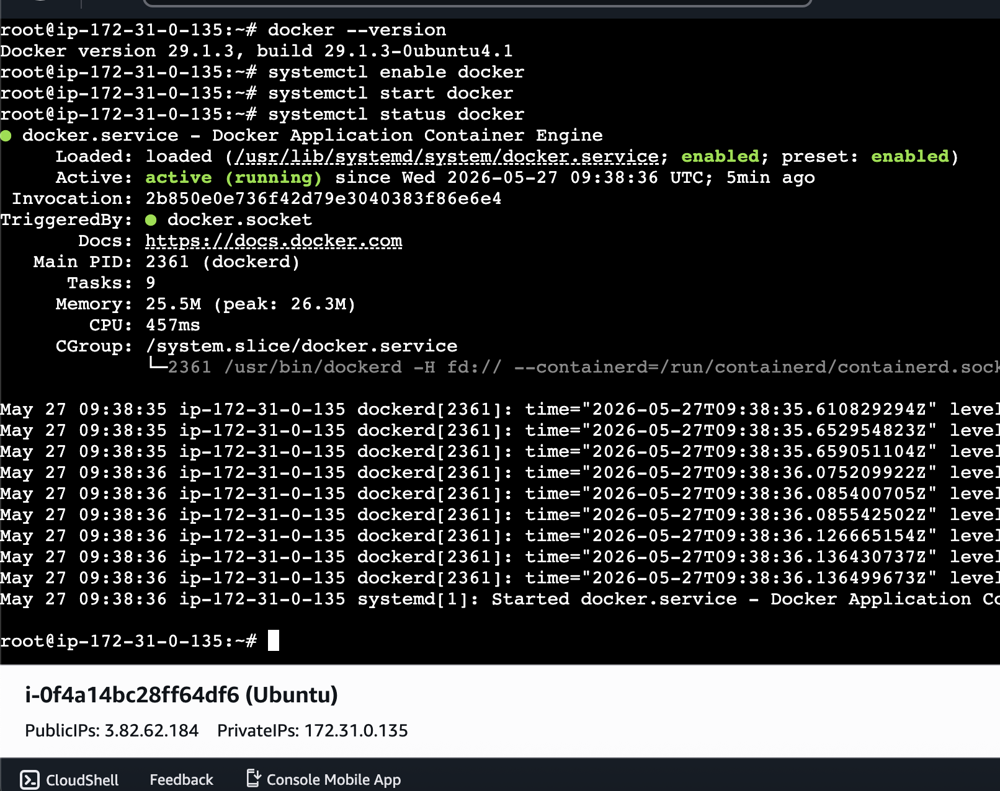 root@ip-172-31-0-135:~# docker --version
Docker version 29.1.3, build 29.1.3-0ubuntu4.1
root@ip-172-31-0-135:~# systemctl enable docker
root@ip-172-31-0-135:~# systemctl start docker
root@ip-172-31-0-135:~# systemctl status docker
● docker.service - Docker Application Container Engine
Loaded: loaded (/usr/lib/systemd/system/docker.service; enabled; preset: enabled)
Active: active (running) since Wed 2026-05-27 09:38:36 UTC; 5min ago
Invocation: 2b850e0e736f42d79e3040383f86e6e4
TriggeredBy: ● docker.socket
Docs: https://docs.docker.com
Main PID: 2361 (dockerd)
Tasks: 9
Memory: 25.5M (peak: 26.3M)
CPU: 457ms
CGroup: /system.slice/docker.service
└─2361 /usr/bin/dockerd -H fd:// --containerd=/run/containerd/containerd.sock
May 27 09:38:35 ip-172-31-0-135 dockerd[2361]: time="2026-05-27T09:38:35.610829294Z" level
May 27 09:38:35 ip-172-31-0-135 dockerd[2361]: time="2026-05-27T09:38:35.652954823Z" level
May 27 09:38:35 ip-172-31-0-135 dockerd[2361]: time="2026-05-27T09:38:35.659051104Z" level
May 27 09:38:36 ip-172-31-0-135 dockerd[2361]: time="2026-05-27T09:38:36.075209922Z" level
May 27 09:38:36 ip-172-31-0-135 dockerd[2361]: time="2026-05-27T09:38:36.085400705Z" level
May 27 09:38:36 ip-172-31-0-135 dockerd[2361]: time="2026-05-27T09:38:36.085542502Z" level
May 27 09:38:36 ip-172-31-0-135 dockerd[2361]: time="2026-05-27T09:38:36.126665154Z" level
May 27 09:38:36 ip-172-31-0-135 dockerd[2361]: time="2026-05-27T09:38:36.136430737Z" level
May 27 09:38:36 ip-172-31-0-135 dockerd[2361]: time="2026-05-27T09:38:36.136499673Z" level
May 27 09:38:36 ip-172-31-0-135 systemd[1]: Started docker.service - Docker Application Co
root@ip-172-31-0-135:~#
i-0f4a14bc28ff64df6 (Ubuntu)
PublicIPs: 3.82.62.184 PrivateIPs: 172.31.0.135
CloudShell Feedback Console Mobile App